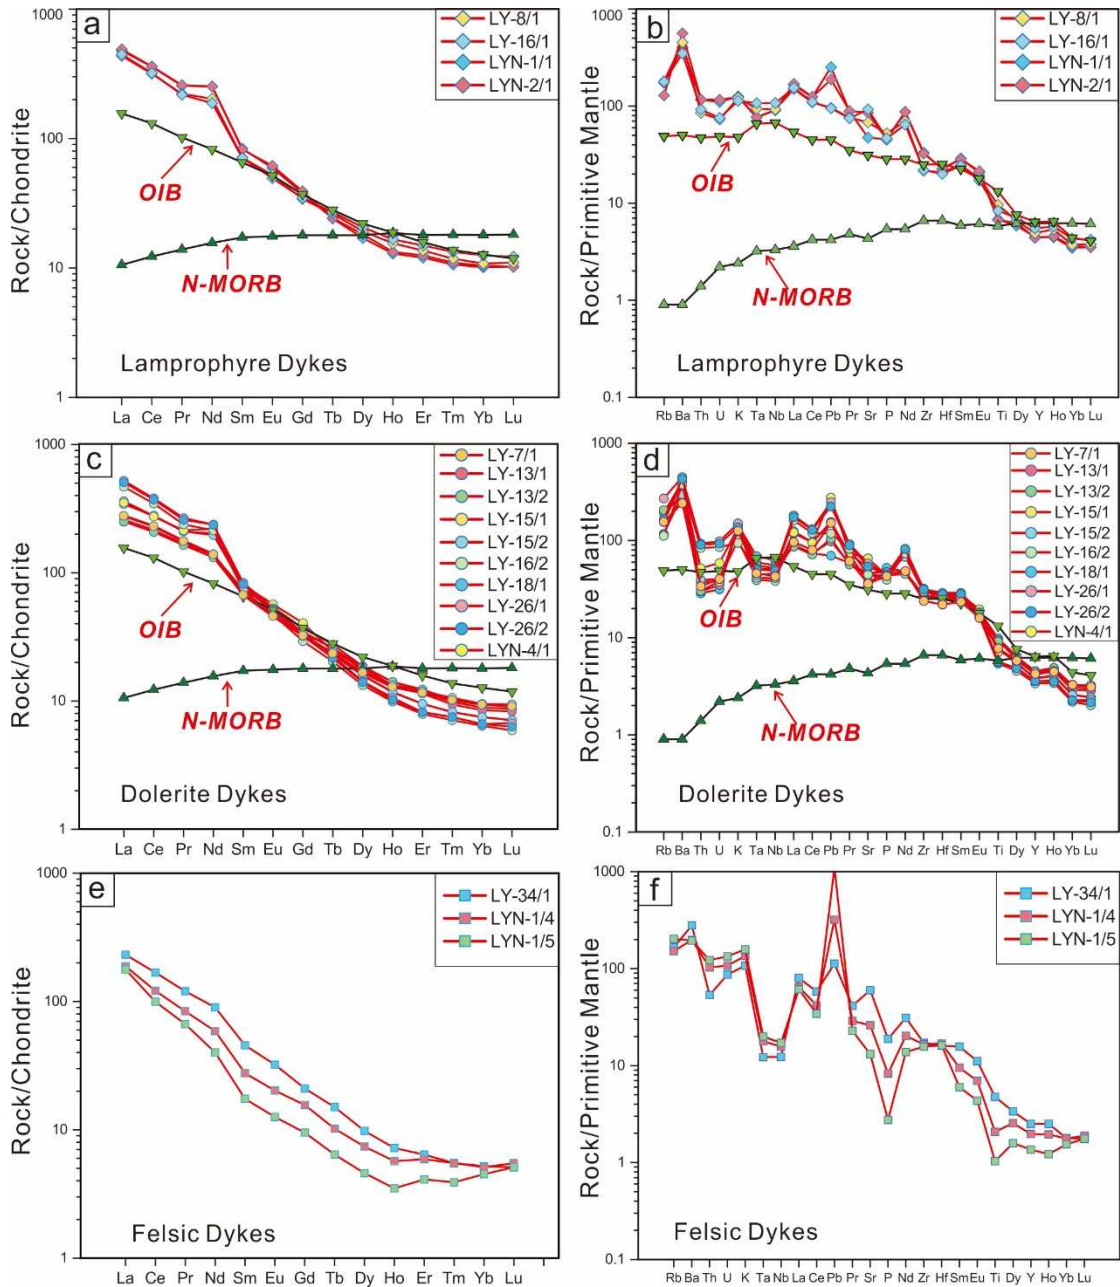 a
LY-8/1
LY-16/1
LYN-1/1
LYN-2/1
1000
100
10
1
Rock/Chondrite
OIB
N-MORB
Lamprophyre Dykes
La Ce Pr Nd Sm Eu Gd Tb Dy Ho Er Tm Yb Lu
b
LY-8/1
LY-16/1
LYN-1/1
LYN-2/1
1000
100
10
1
0.1
Rock/Primitive Mantle
OIB
N-MORB
Lamprophyre Dykes
Rb Ba Th U K Ta Nb La Ce Pb Pr Sr P Nd Zr Hf Sm Eu Ti Dy Y Ho Yb Lu
c
LY-7/1
LY-13/1
LY-13/2
LY-15/1
LY-15/2
LY-16/2
LY-18/1
LY-26/1
LY-26/2
LYN-4/1
1000
100
10
1
Rock/Chondrite
OIB
N-MORB
Dolerite Dykes
La Ce Pr Nd Sm Eu Gd Tb Dy Ho Er Tm Yb Lu
d
LY-7/1
LY-13/1
LY-13/2
LY-15/1
LY-15/2
LY-16/2
LY-18/1
LY-26/1
LY-26/2
LYN-4/1
1000
100
10
1
0.1
Rock/Primitive Mantle
OIB
N-MORB
Dolerite Dykes
Rb Ba Th U K Ta Nb La Ce Pb Pr Sr P Nd Zr Hf Sm Eu Ti Dy Y Ho Yb Lu
e
LY-34/1
LYN-1/4
LYN-1/5
1000
100
10
1
Rock/Chondrite
Felsic Dykes
La Ce Pr Nd Sm Eu Gd Tb Dy Ho Er Tm Yb Lu
f
LY-34/1
LYN-1/4
LYN-1/5
1000
100
10
1
0.1
Rock/Primitive Mantle
Felsic Dykes
Rb Ba Th U K Ta Nb La Ce Pb Pr Sr P Nd Zr Hf Sm Eu Ti Dy Y Ho Yb Lu